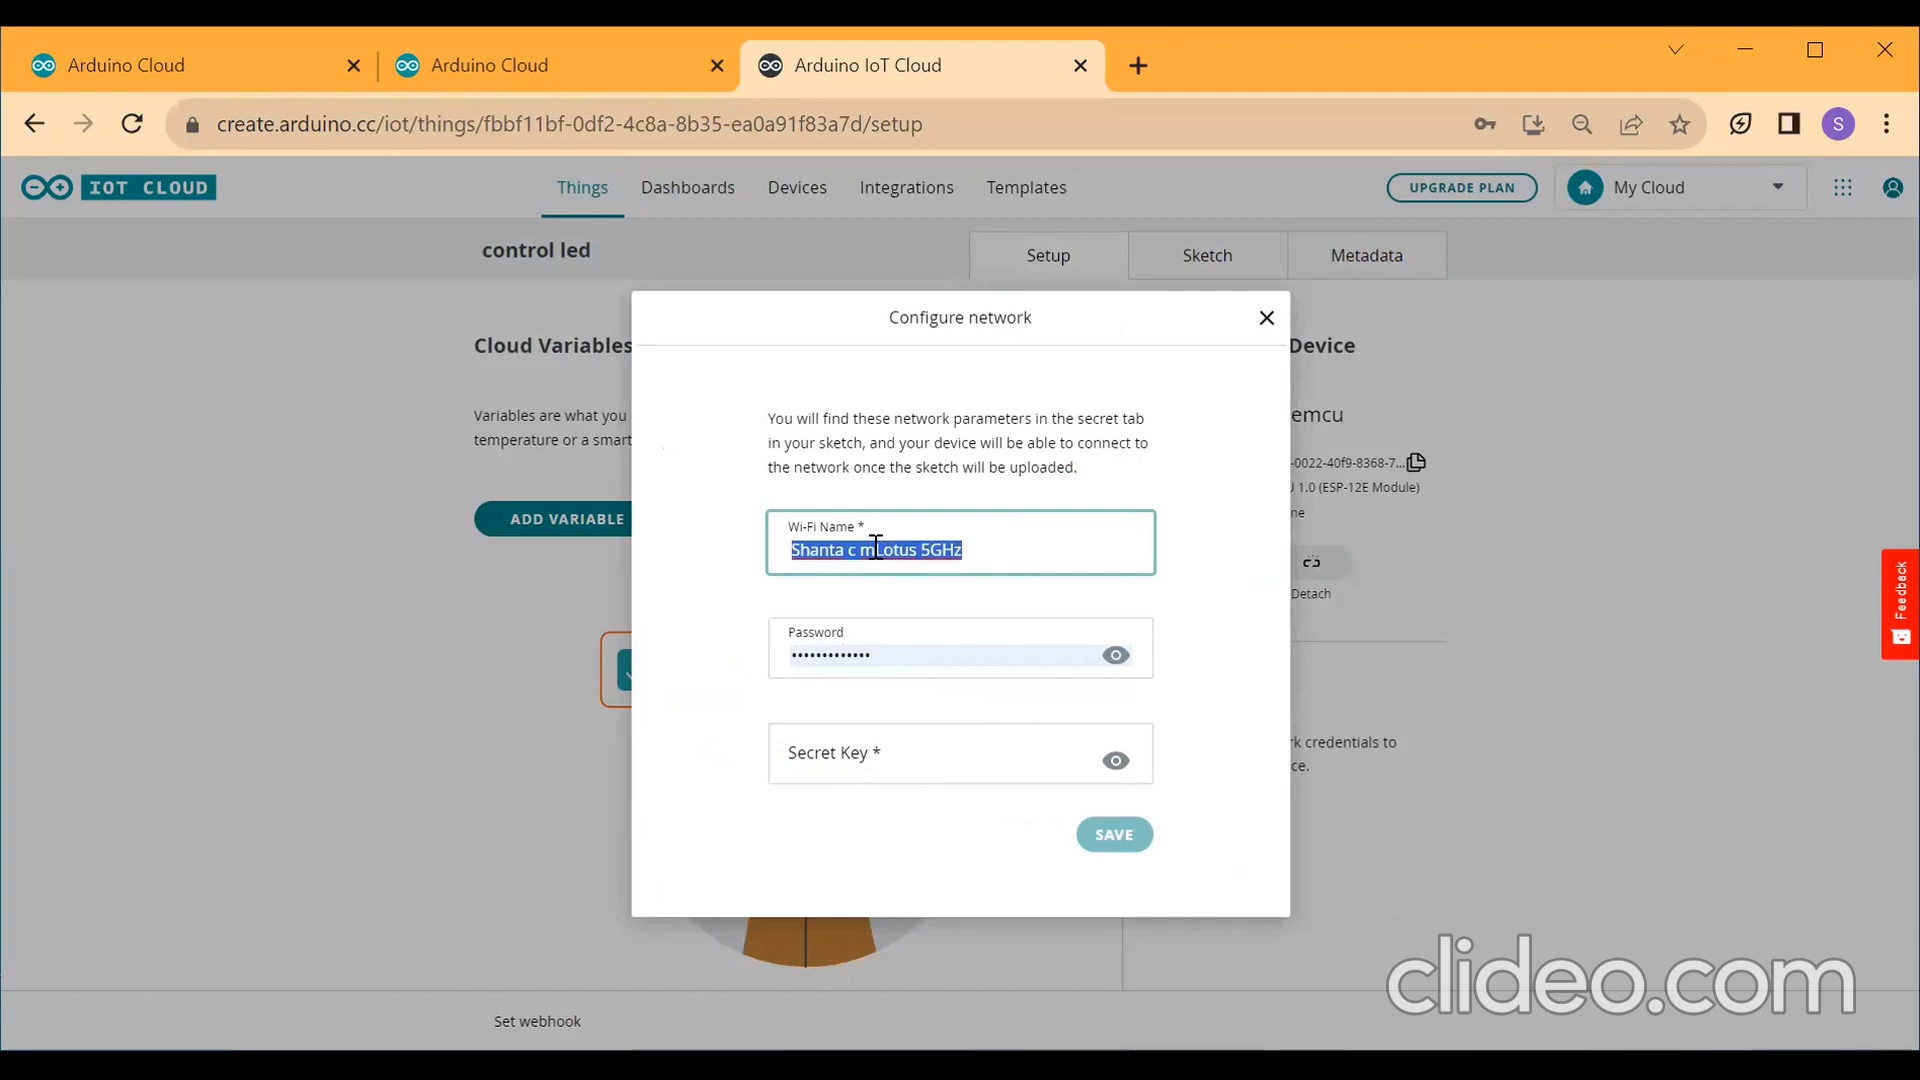 Arduino Cloud
Arduino Cloud
Arduino IoT Cloud
create.arduino.cc/iot/things/fbbf11bf-0df2-4c8a-8b35-ea0a91f83a7d/setup
S
IOT CLOUD
Things
Dashboards
Devices
Integrations
Templates
UPGRADE PLAN
My Cloud
control led
Setup
Sketch
Metadata
Configure network
Cloud Variables
Device
Variables are what you
temperature or a smart
emcu
-0022-40f9-8368-7...
J 1.0 (ESP-12E Module)
ne
You will find these network parameters in the secret tab
in your sketch, and your device will be able to connect to
the network once the sketch will be uploaded.
ADD VARIABLE
Wi-Fi Name *
Shanta c mLotus 5GHz
Detach
Feedback
Password
•••••••••••••
Secret Key *
rk credentials to
ce.
SAVE
Set webhook
clideo.com